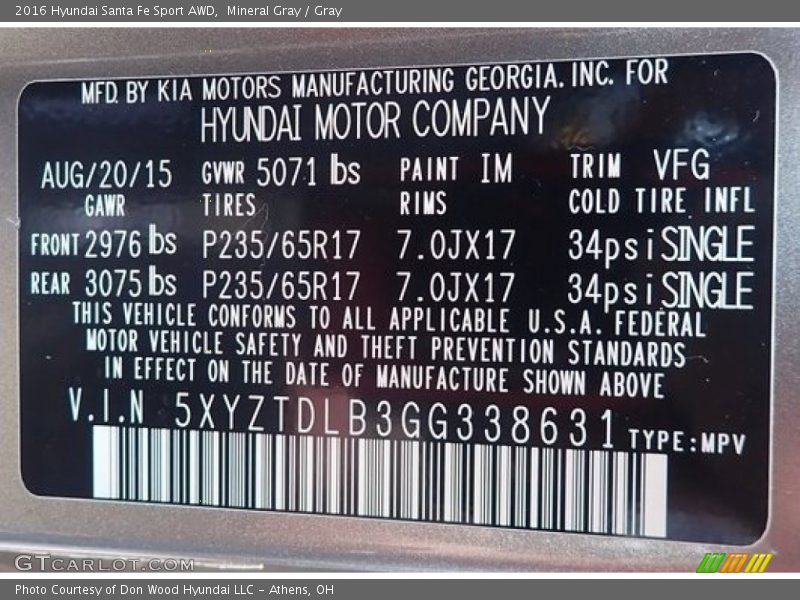 2016 Hyundai Santa Fe Sport AWD,  Mineral Gray / Gray
MFD. BY KIA MOTORS MANUFACTURING GEORGIA. INC. FOR
HYUNDAI MOTOR COMPANY
AUG/20/15 GVWR 5071 lbs PAINT IM TRIM VFG
GAWR TIRES RIMS COLD TIRE INFL
FRONT 2976 lbs P235/65R17 7.0JX17 34psi SINGLE
REAR 3075 lbs P235/65R17 7.0JX17 34psi SINGLE
THIS VEHICLE CONFORMS TO ALL APPLICABLE U.S.A. FEDERAL
MOTOR VEHICLE SAFETY AND THEFT PREVENTION STANDARDS
IN EFFECT ON THE DATE OF MANUFACTURE SHOWN ABOVE
V.I.N 5XYZTDLB3GG338631 TYPE:MPV
GTCARLOT.COM
Photo Courtesy of Don Wood Hyundai LLC - Athens, OH